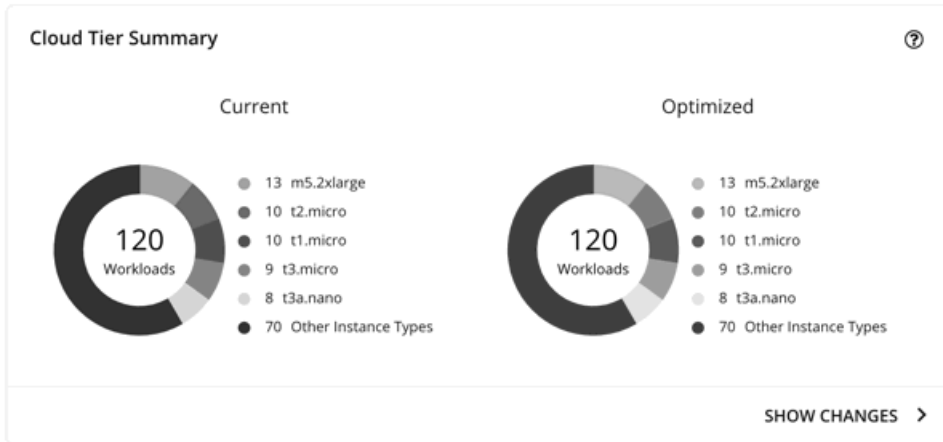 Cloud Tier Summary
Current
120
Workloads
13 m5.2xlarge
10 t2.micro
10 t1.micro
9 t3.micro
8 t3a.nano
70 Other Instance Types
Optimized
120
Workloads
13 m5.2xlarge
10 t2.micro
10 t1.micro
9 t3.micro
8 t3a.nano
70 Other Instance Types
SHOW CHANGES